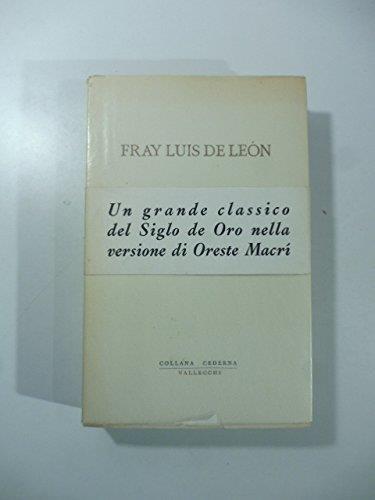 FRAY LUIS DE LEÓN
Un grande classico
del Siglo de Oro nella
versione di Oreste Macrí
COLLANA CEDERNA
VALLECCHI